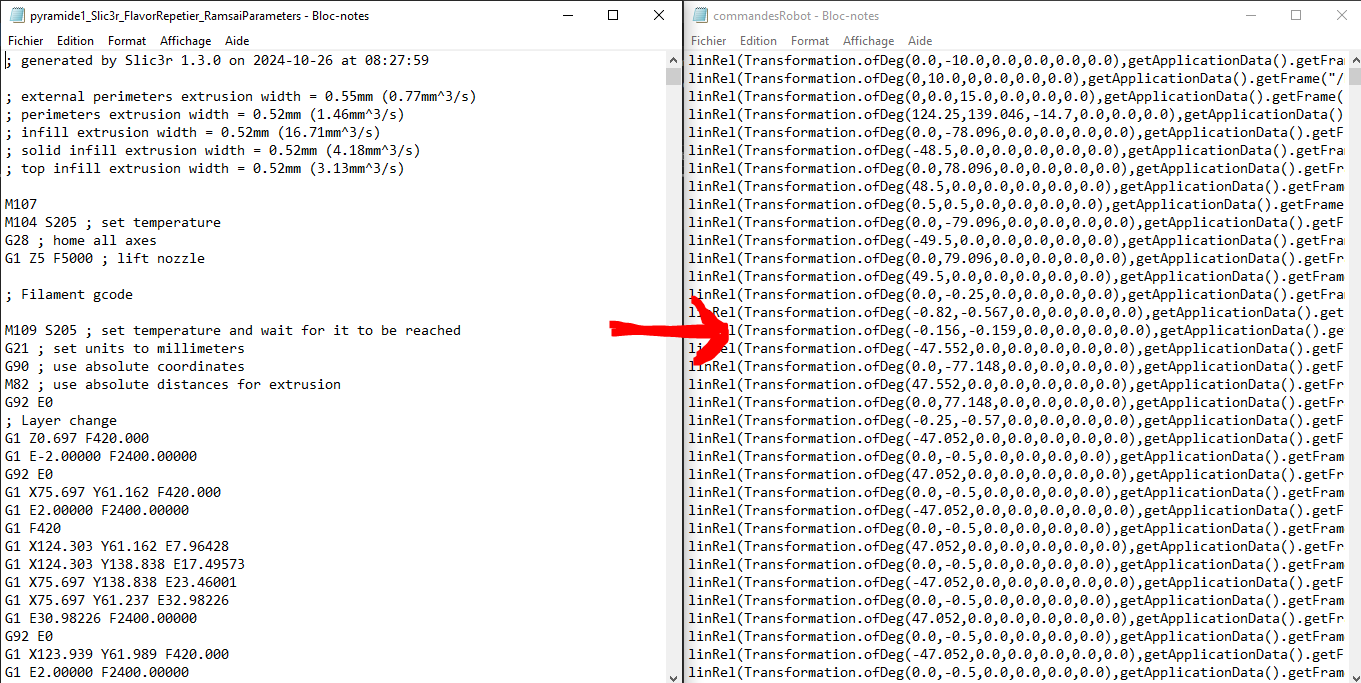 pyramide1_Slic3r_FlavorRepetier_RamsaiParameters - Bloc-notes
Fichier Edition Format Affichage Aide
; generated by Slic3r 1.3.0 on 2024-10-26 at 08:27:59
; external perimeters extrusion width = 0.55mm (0.77mm^3/s)
; perimeters extrusion width = 0.52mm (1.46mm^3/s)
; infill extrusion width = 0.52mm (16.71mm^3/s)
; solid infill extrusion width = 0.52mm (4.18mm^3/s)
; top infill extrusion width = 0.52mm (3.13mm^3/s)
M107
M104 S205 ; set temperature
G28 ; home all axes
G1 Z5 F5000 ; lift nozzle
; Filament gcode
M109 S205 ; set temperature and wait for it to be reached
G21 ; set units to millimeters
G90 ; use absolute coordinates
M82 ; use absolute distances for extrusion
G92 E0
; Layer change
G1 Z0.697 F420.000
G1 E-2.00000 F2400.00000
G92 E0
G1 X75.697 Y61.162 F420.000
G1 E2.00000 F2400.00000
G1 F420
G1 X124.303 Y61.162 E7.96428
G1 X124.303 Y138.838 E17.49573
G1 X75.697 Y138.838 E23.46001
G1 X75.697 Y61.237 E32.98226
G1 E30.98226 F2400.00000
G92 E0
G1 X123.939 Y61.989 F420.000
G1 E2.00000 F2400.00000
commandesRobot - Bloc-notes
Fichier Edition Format Affichage Aide
linRel(Transformation.ofDeg(0.0,-10.0,0.0,0.0,0.0,0.0),getApplicationData().getFra
linRel(Transformation.ofDeg(0,10.0,0,0.0,0.0,0.0),getApplicationData().getFrame("/
linRel(Transformation.ofDeg(0,0.0,15.0,0.0,0.0,0.0),getApplicationData().getFrame(
linRel(Transformation.ofDeg(124.25,139.046,-14.7,0.0,0.0,0.0),getApplicationData()
linRel(Transformation.ofDeg(0.0,-78.096,0.0,0.0,0.0,0.0),getApplicationData().getF
linRel(Transformation.ofDeg(-48.5,0.0,0.0,0.0,0.0,0.0),getApplicationData().getFra
linRel(Transformation.ofDeg(0.0,78.096,0.0,0.0,0.0,0.0),getApplicationData().getFr
linRel(Transformation.ofDeg(48.5,0.0,0.0,0.0,0.0,0.0),getApplicationData().getFram
linRel(Transformation.ofDeg(0.5,0.5,0.0,0.0,0.0,0.0),getApplicationData().getFrame
linRel(Transformation.ofDeg(0.0,-79.096,0.0,0.0,0.0,0.0),getApplicationData().getF
linRel(Transformation.ofDeg(-49.5,0.0,0.0,0.0,0.0,0.0),getApplicationData().getFra
linRel(Transformation.ofDeg(0.0,79.096,0.0,0.0,0.0,0.0),getApplicationData().getFr
linRel(Transformation.ofDeg(49.5,0.0,0.0,0.0,0.0,0.0),getApplicationData().getFram
linRel(Transformation.ofDeg(0.0,-0.25,0.0,0.0,0.0,0.0),getApplicationData().getFra
linRel(Transformation.ofDeg(-0.82,-0.567,0.0,0.0,0.0,0.0),getApplicationData().get
linRel(Transformation.ofDeg(-0.156,-0.159,0.0,0.0,0.0,0.0),getApplicationData().ge
linRel(Transformation.ofDeg(-47.552,0.0,0.0,0.0,0.0,0.0),getApplicationData().getF
linRel(Transformation.ofDeg(0.0,-77.148,0.0,0.0,0.0,0.0),getApplicationData().getF
linRel(Transformation.ofDeg(47.552,0.0,0.0,0.0,0.0,0.0),getApplicationData().getFr
linRel(Transformation.ofDeg(0.0,77.148,0.0,0.0,0.0,0.0),getApplicationData().getFr
linRel(Transformation.ofDeg(-0.25,-0.57,0.0,0.0,0.0,0.0),getApplicationData().getF
linRel(Transformation.ofDeg(-47.052,0.0,0.0,0.0,0.0,0.0),getApplicationData().getF
linRel(Transformation.ofDeg(0.0,-0.5,0.0,0.0,0.0,0.0),getApplicationData().getFram
linRel(Transformation.ofDeg(47.052,0.0,0.0,0.0,0.0,0.0),getApplicationData().getFr
linRel(Transformation.ofDeg(0.0,-0.5,0.0,0.0,0.0,0.0),getApplicationData().getFram
linRel(Transformation.ofDeg(-47.052,0.0,0.0,0.0,0.0,0.0),getApplicationData().getF
linRel(Transformation.ofDeg(0.0,-0.5,0.0,0.0,0.0,0.0),getApplicationData().getFram
linRel(Transformation.ofDeg(47.052,0.0,0.0,0.0,0.0,0.0),getApplicationData().getFr
linRel(Transformation.ofDeg(0.0,-0.5,0.0,0.0,0.0,0.0),getApplicationData().getFram
linRel(Transformation.ofDeg(-47.052,0.0,0.0,0.0,0.0,0.0),getApplicationData().getF
linRel(Transformation.ofDeg(0.0,-0.5,0.0,0.0,0.0,0.0),getApplicationData().getFram
linRel(Transformation.ofDeg(47.052,0.0,0.0,0.0,0.0,0.0),getApplicationData().getFr
linRel(Transformation.ofDeg(0.0,-0.5,0.0,0.0,0.0,0.0),getApplicationData().getFram
linRel(Transformation.ofDeg(-47.052,0.0,0.0,0.0,0.0,0.0),getApplicationData().getF
linRel(Transformation.ofDeg(0.0,-0.5,0.0,0.0,0.0,0.0),getApplicationData().getFram